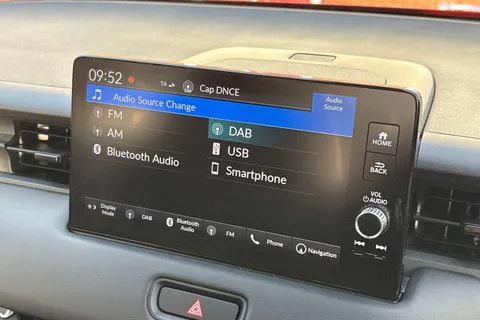 09:52 TA Cap DNCE
Audio Source Change
Audio Source
FM
DAB
AM
USB
Bluetooth Audio
Smartphone
HOME
BACK
VOL
AUDIO
Display Mode
DAB
Bluetooth Audio
FM
Phone
Navigation